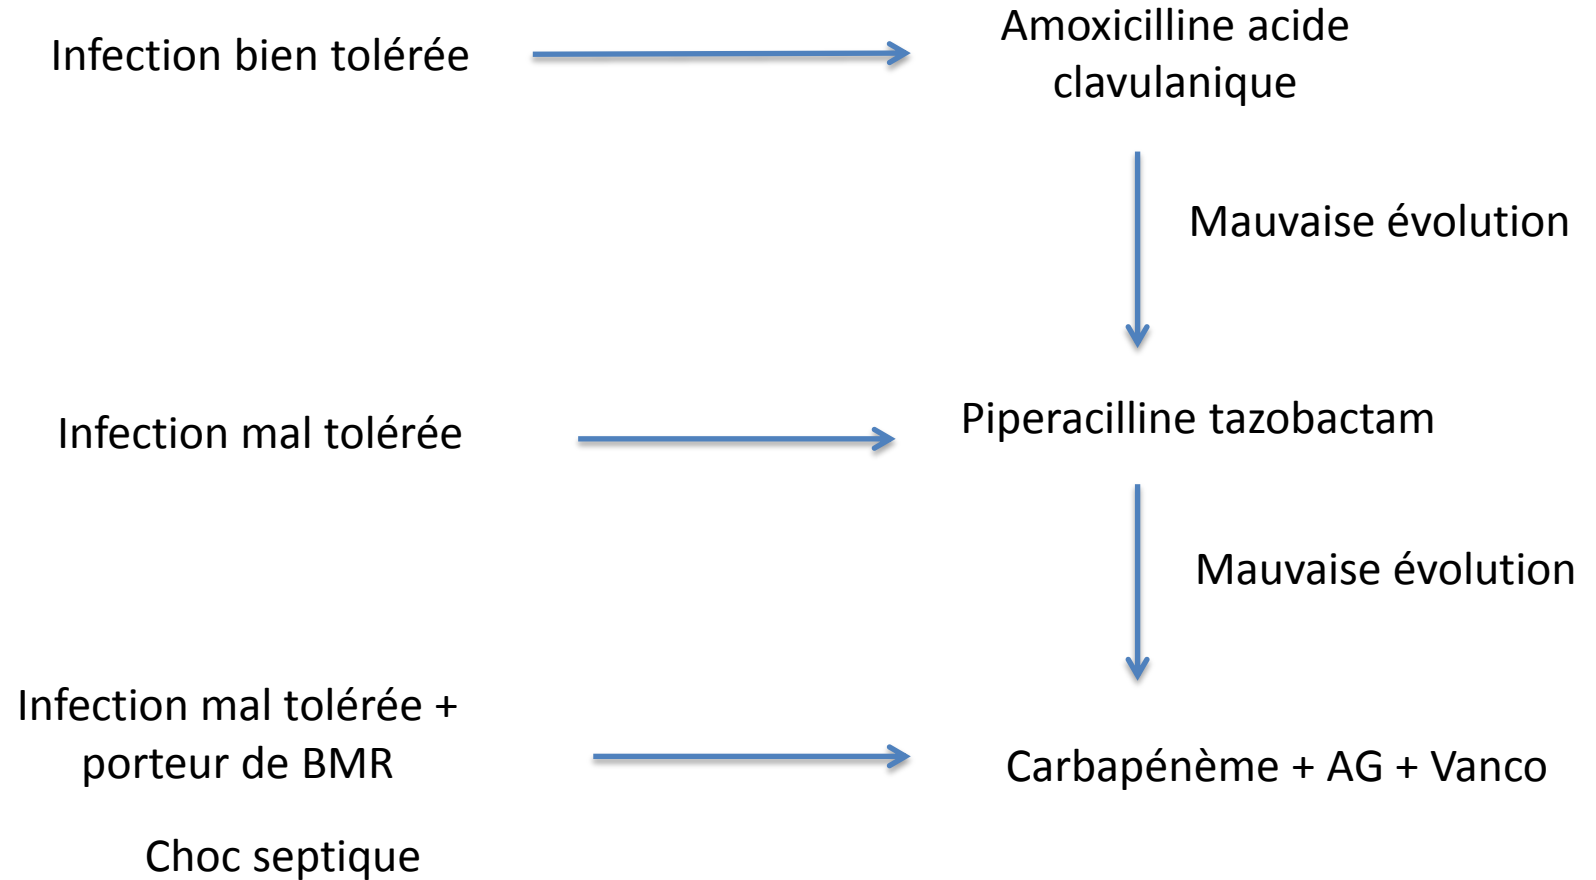 Infection bien tolérée
Amoxicilline acide
clavulanique
Mauvaise évolution
Infection mal tolérée
Piperacilline tazobactam
Mauvaise évolution
Infection mal tolérée +
porteur de BMR
Carbapénème + AG + Vanco
Choc septique